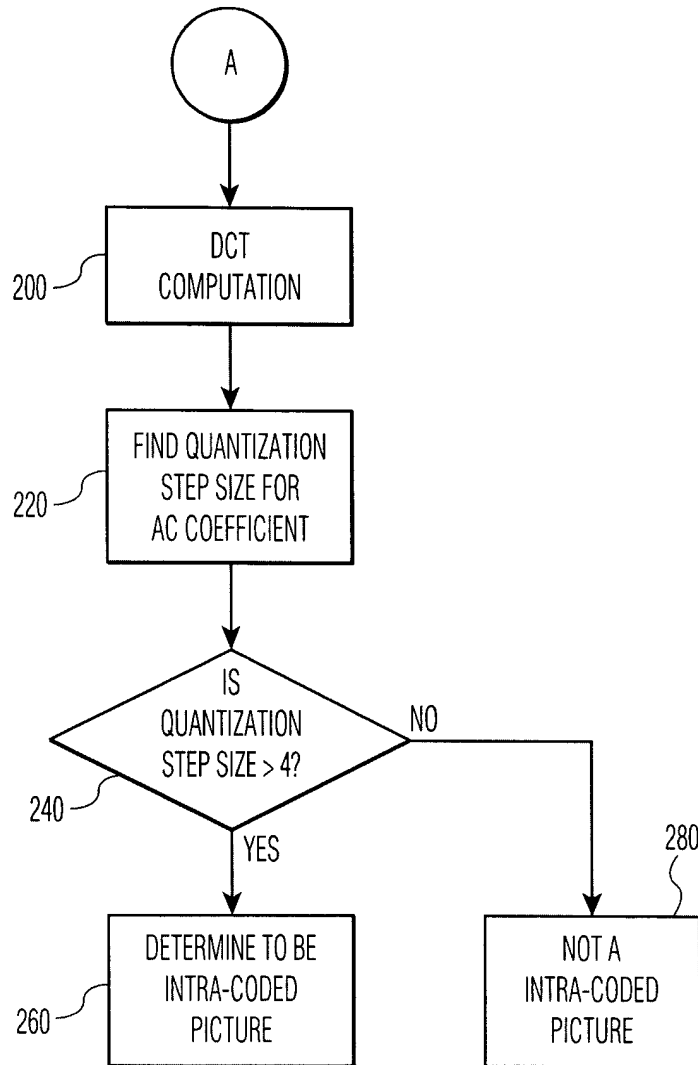 A
DCT
COMPUTATION
200
FIND QUANTIZATION
STEP SIZE FOR
AC COEFFICIENT
220
IS
QUANTIZATION
STEP SIZE > 4?
NO
240
YES
280
DETERMINE TO BE
INTRA-CODED
PICTURE
260
NOT A
INTRA-CODED
PICTURE